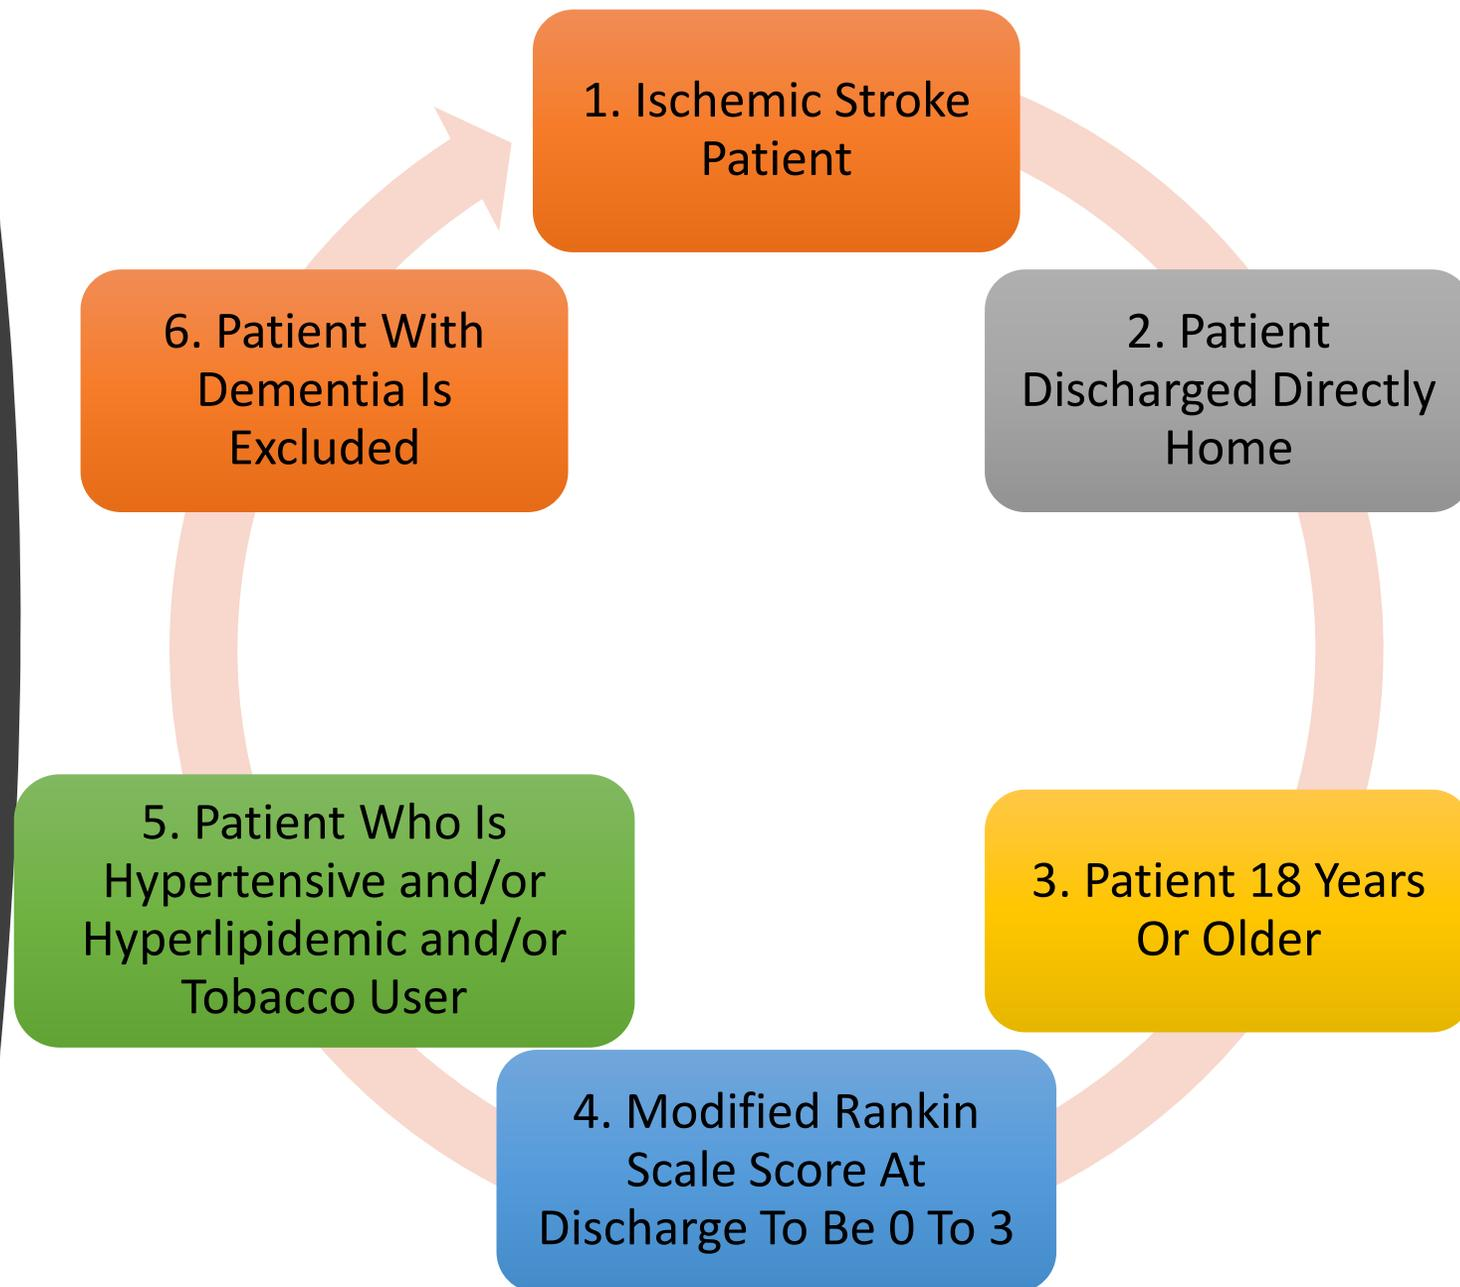 1. Ischemic Stroke
Patient
2. Patient
Discharged Directly
Home
3. Patient 18 Years
Or Older
4. Modified Rankin
Scale Score At
Discharge To Be 0 To 3
5. Patient Who Is
Hypertensive and/or
Hyperlipidemic and/or
Tobacco User
6. Patient With
Dementia Is
Excluded